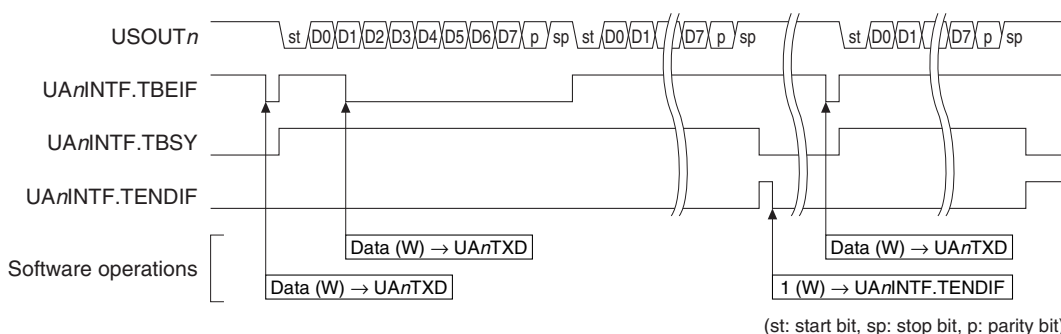 USOUTn
st D0 D1 D2 D3 D4 D5 D6 D7 p sp st D0 D1 D7 p sp st D0 D1 D7 p sp
UAnINTF.TBEIF
UAnINTF.TBSY
UAnINTF.TENDIF
Software operations
Data (W) → UAnTXD Data (W) → UAnTXD
Data (W) → UAnTXD 1 (W) → UAnINTF.TENDIF
(st: start bit, sp: stop bit, p: parity bit)